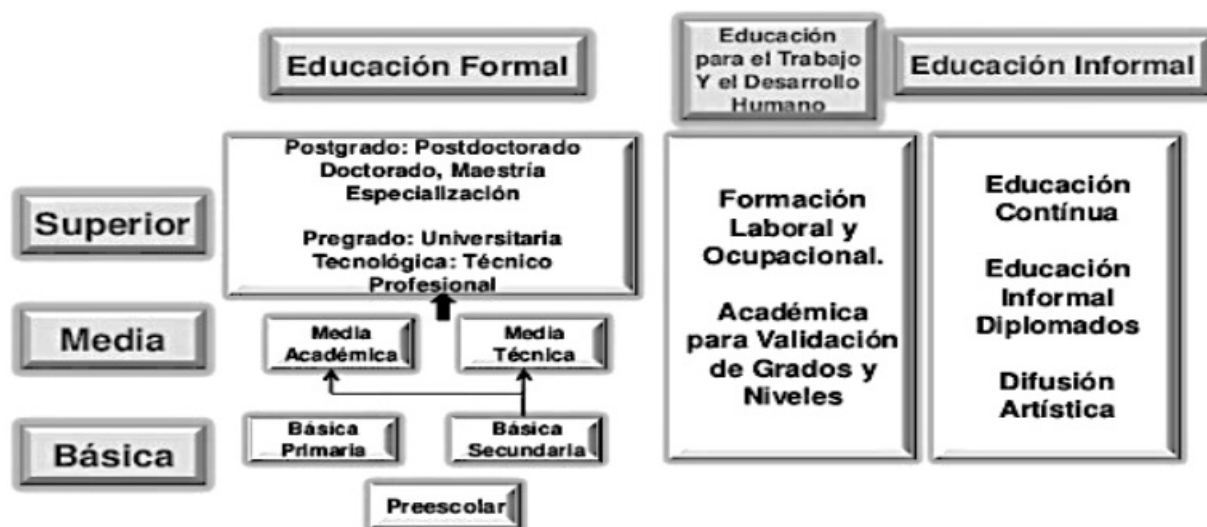 Educación Formal
Educación
para el Trabajo
Y el Desarrollo
Humano
Educación Informal
Superior
Postgrado: Postdoctorado
Doctorado, Maestría
Especialización
Pregrado: Universitaria
Tecnológica: Técnico
Profesional
Media
Media
Académica
Media
Técnica
Básica
Básica
Primaria
Básica
Secundaria
Preescolar
Formación
Laboral y
Ocupacional.
Académica
para Validación
de Grados y
Niveles
Educación
Contínua
Educación
Informal
Diplomados
Difusión
Artística